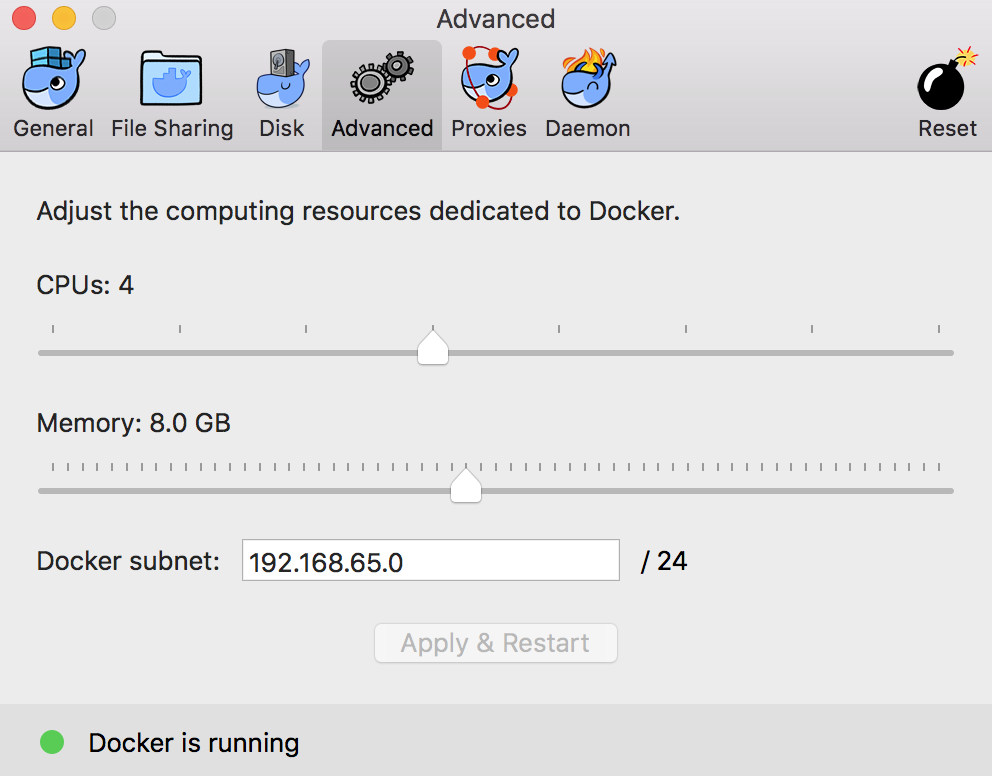 Advanced
General File Sharing Disk Advanced Proxies Daemon Reset
Adjust the computing resources dedicated to Docker.
CPUs: 4
Memory: 8.0 GB
Docker subnet: 192.168.65.0 / 24
Apply & Restart
Docker is running